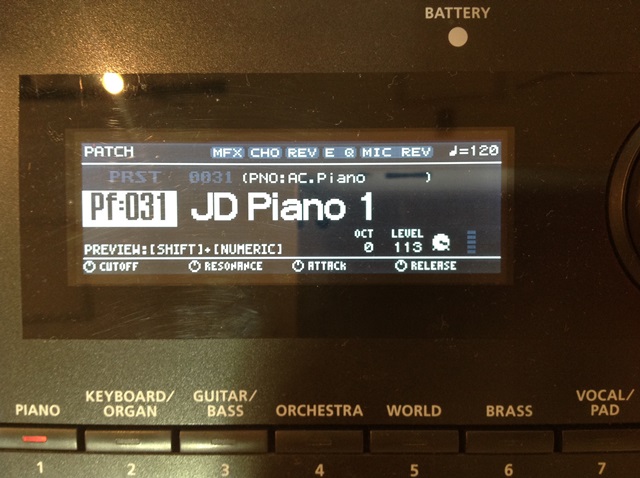 BATTERY
PATCH MFX CHO REV E Q MIC REV ♩=120
PRST 0031 (PNO:AC.Piano )
Pf:031 JD Piano 1
OCT LEVEL
PREVIEW:[SHIFT]+[NUMERIC] 0 113
CUTOFF RESONANCE ATTACK RELEASE
PIANO KEYBOARD/ORGAN GUITAR/BASS ORCHESTRA WORLD BRASS VOCAL/PAD
1 2 3 4 5 6 7